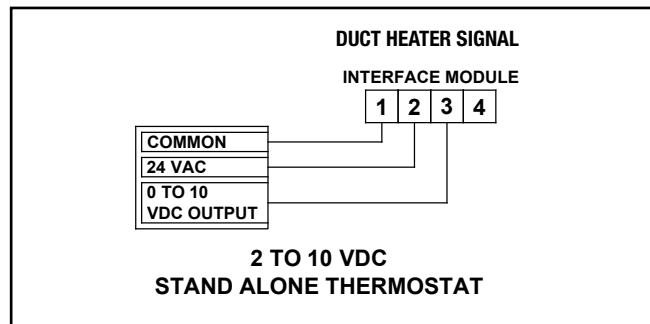 DUCT HEATER SIGNAL
INTERFACE MODULE
1 2 3 4
COMMON
24 VAC
0 TO 10
VDC OUTPUT
2 TO 10 VDC
STAND ALONE THERMOSTAT